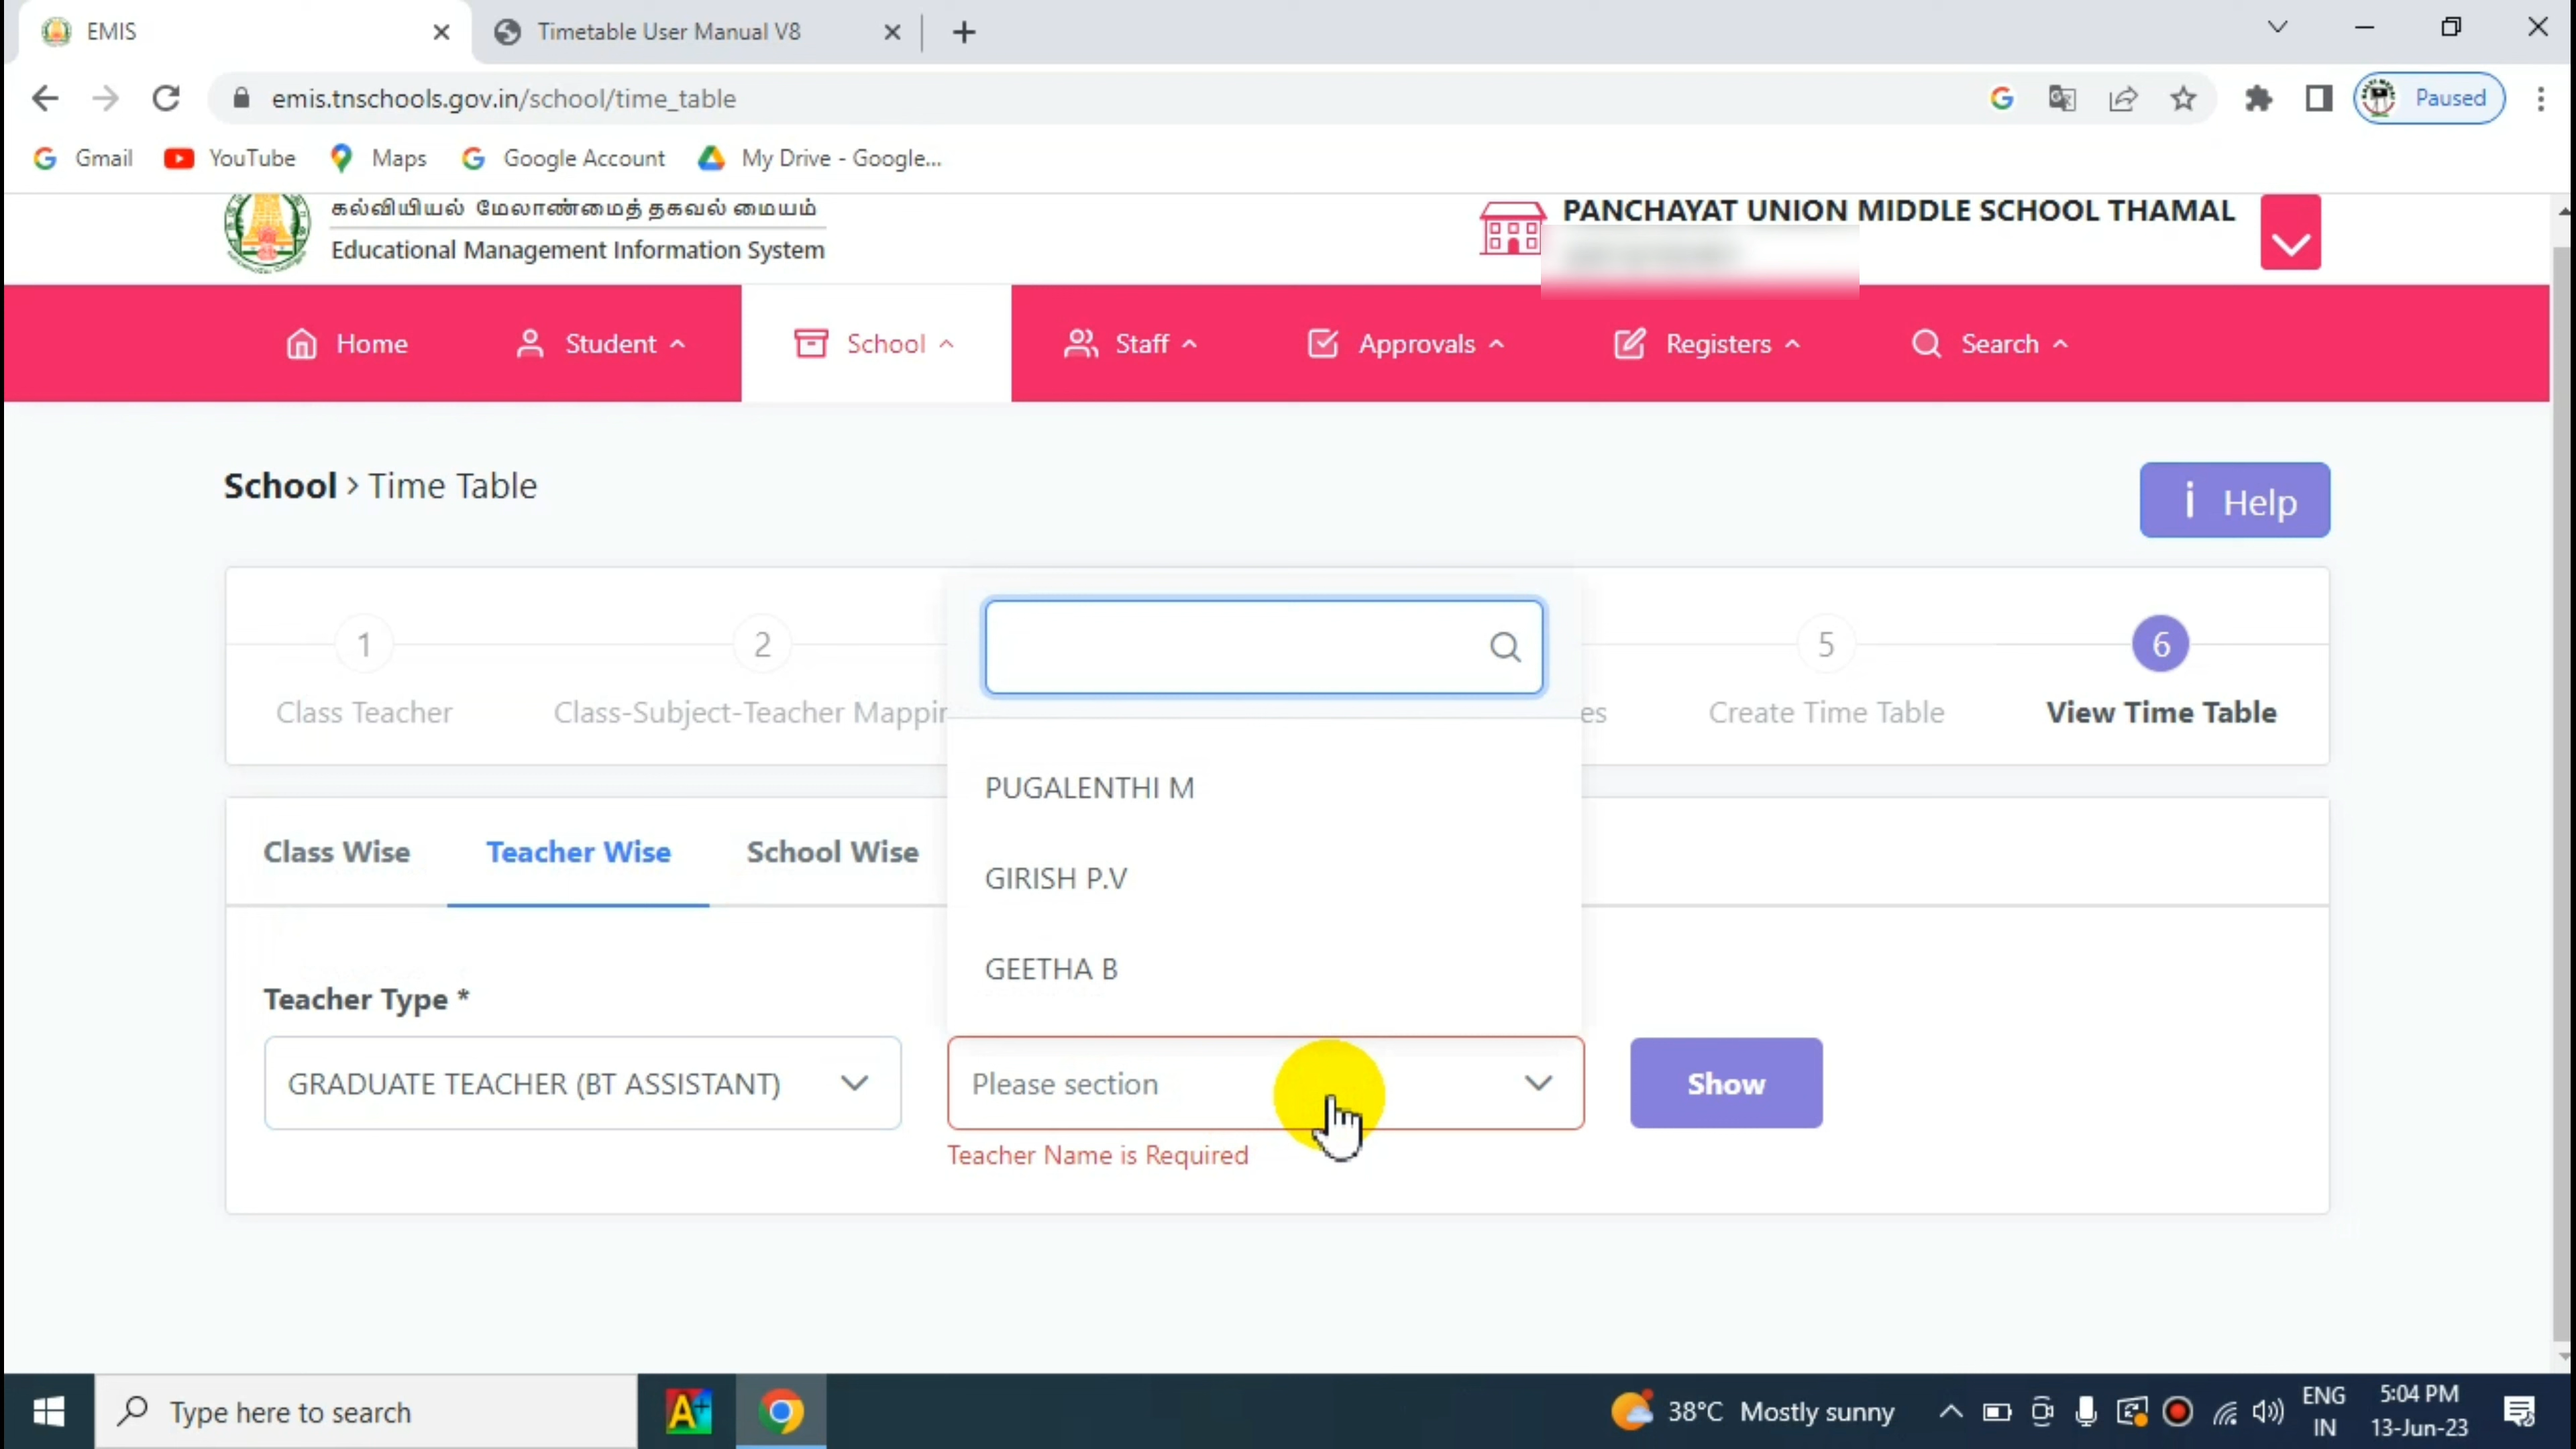 EMIS
Timetable User Manual V8
emis.tnschools.gov.in/school/time_table
Paused
Gmail
YouTube
Maps
Google Account
My Drive - Google...
கல்வியியல் மேலாண்மைத் தகவல் மையம்
Educational Management Information System
PANCHAYAT UNION MIDDLE SCHOOL THAMAL
Home
Student
School
Staff
Approvals
Registers
Search
School > Time Table
i Help
1
2
5
6
Class Teacher
Class-Subject-Teacher Mappin
es
Create Time Table
View Time Table
PUGALENTHI M
GIRISH P.V
GEETHA B
Class Wise
Teacher Wise
School Wise
Teacher Type *
GRADUATE TEACHER (BT ASSISTANT)
Please section
Show
Teacher Name is Required
Type here to search
A+
38°C Mostly sunny
ENG
IN
5:04 PM
13-Jun-23